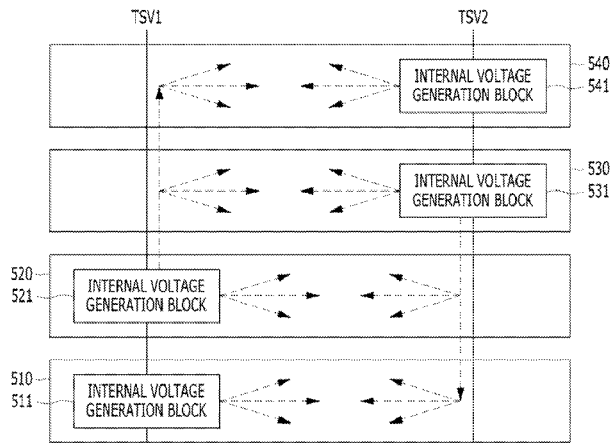 TSV1
TSV2
540
INTERNAL VOLTAGE
GENERATION BLOCK
541
530
INTERNAL VOLTAGE
GENERATION BLOCK
531
520
INTERNAL VOLTAGE
GENERATION BLOCK
521
510
INTERNAL VOLTAGE
GENERATION BLOCK
511